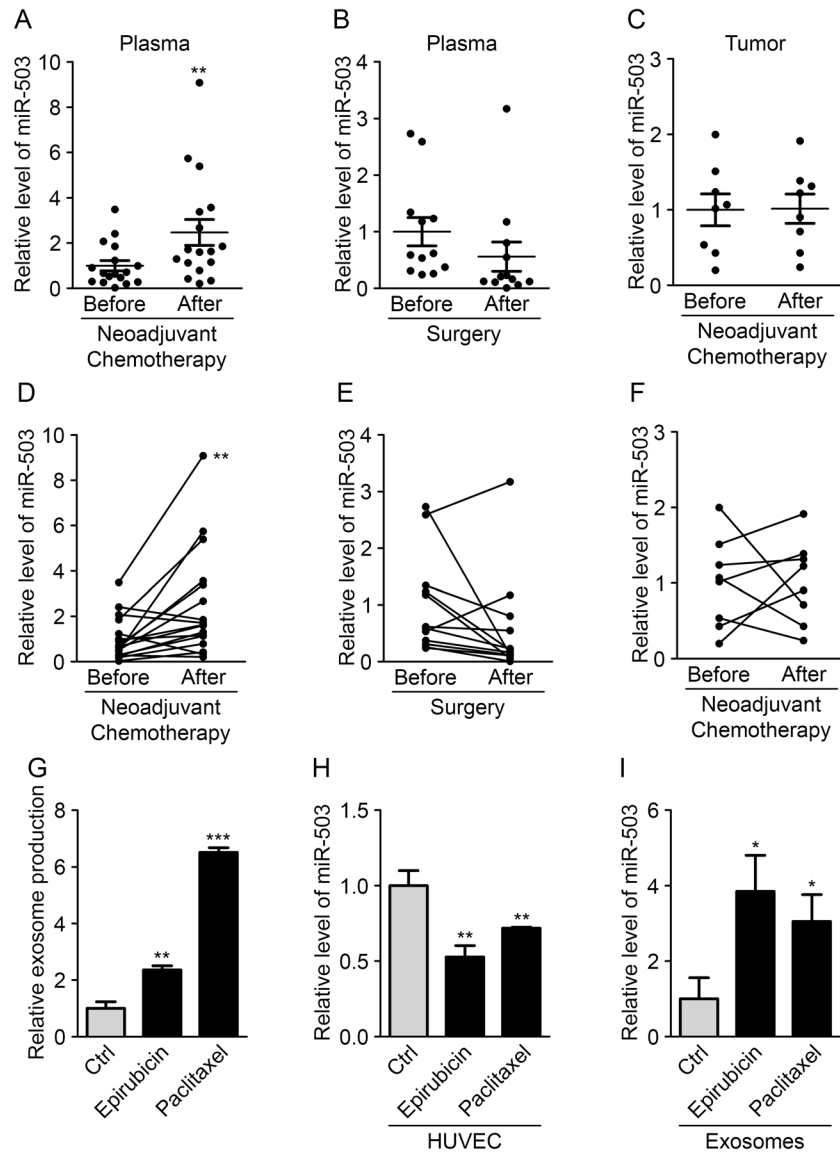 A
Plasma
Relative level of miR-503
10
8
6
4
2
0
**
Before After
Neoadjuvant
Chemotherapy
B
Plasma
Relative level of miR-503
4
3
2
1
0
Before After
Surgery
C
Tumor
Relative level of miR-503
3
2
1
0
Before After
Neoadjuvant
Chemotherapy
D
Relative level of miR-503
10
8
6
4
2
0
**
Before After
Neoadjuvant
Chemotherapy
E
Relative level of miR-503
4
3
2
1
0
Before After
Surgery
F
Relative level of miR-503
3
2
1
0
Before After
Neoadjuvant
Chemotherapy
G
Relative exosome production
8
6
4
2
0
**
***
Ctrl
Epirubicin
Paclitaxel
H
Relative level of miR-503
1.5
1.0
0.5
0.0
**
**
Ctrl
Epirubicin
Paclitaxel
HUVEC
I
Relative level of miR-503
6
4
2
0
*
*
Ctrl
Epirubicin
Paclitaxel
Exosomes